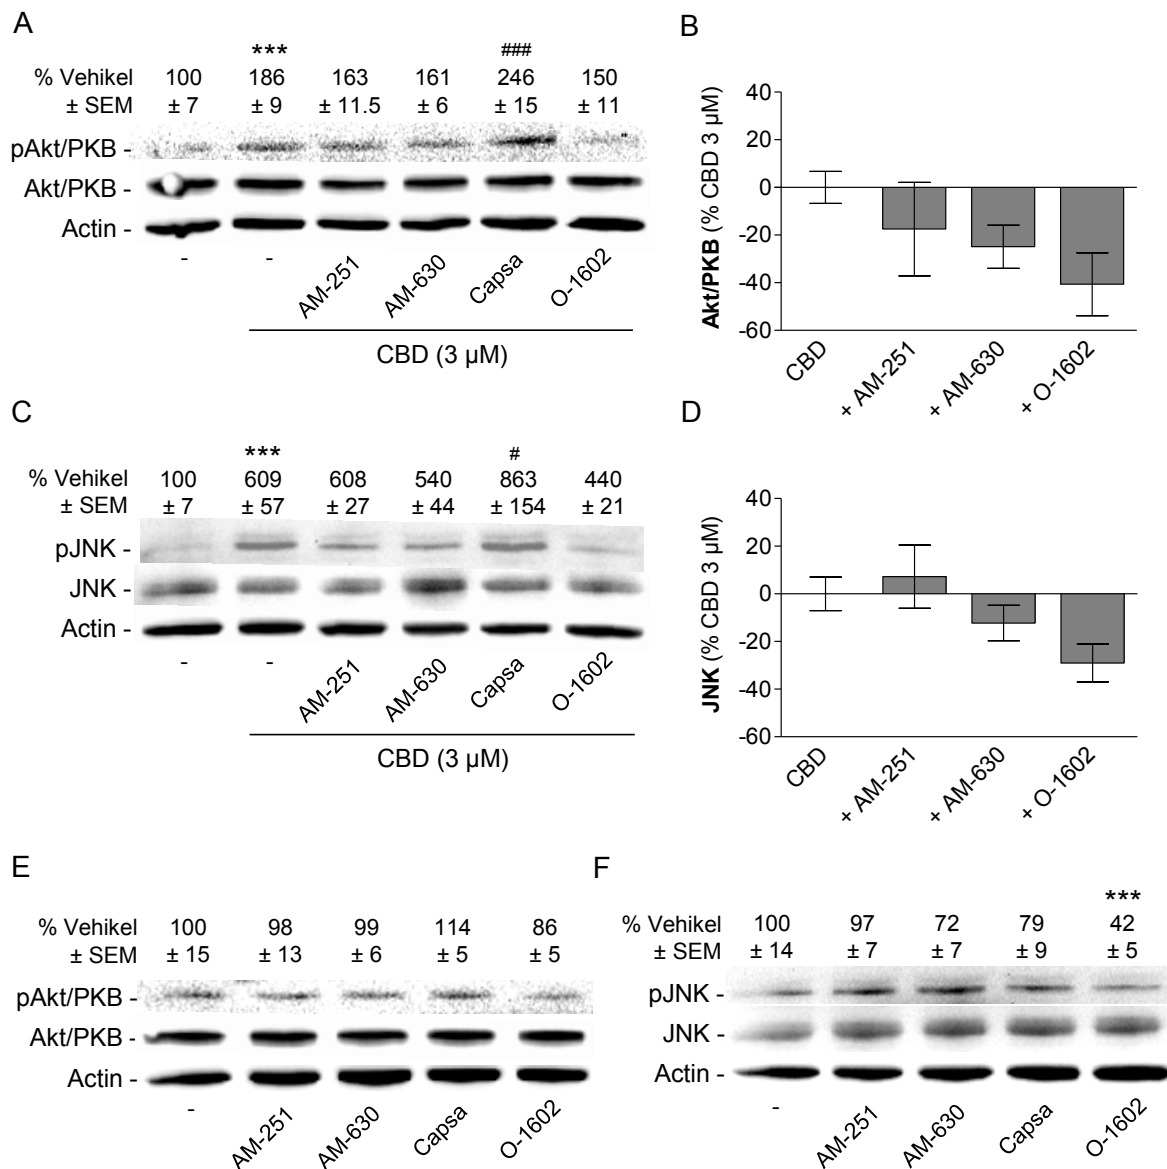 A
*** ###
% Vehikel 100 186 163 161 246 150
± SEM ± 7 ± 9 ± 11.5 ± 6 ± 15 ± 11
pAkt/PKB -
Akt/PKB -
Actin -
- - AM-251 AM-630 Capsa O-1602
CBD (3 µM)
B
Akt/PKB (% CBD 3 µM)
40
20
0
-20
-40
-60
CBD + AM-251 + AM-630 + O-1602
C
*** #
% Vehikel 100 609 608 540 863 440
± SEM ± 7 ± 57 ± 27 ± 44 ± 154 ± 21
pJNK -
JNK -
Actin -
- - AM-251 AM-630 Capsa O-1602
CBD (3 µM)
D
JNK (% CBD 3 µM)
40
20
0
-20
-40
-60
CBD + AM-251 + AM-630 + O-1602
E
% Vehikel 100 98 99 114 86
± SEM ± 15 ± 13 ± 6 ± 5 ± 5
pAkt/PKB -
Akt/PKB -
Actin -
- AM-251 AM-630 Capsa O-1602
F
***
% Vehikel 100 97 72 79 42
± SEM ± 14 ± 7 ± 7 ± 9 ± 5
pJNK -
JNK -
Actin -
- AM-251 AM-630 Capsa O-1602